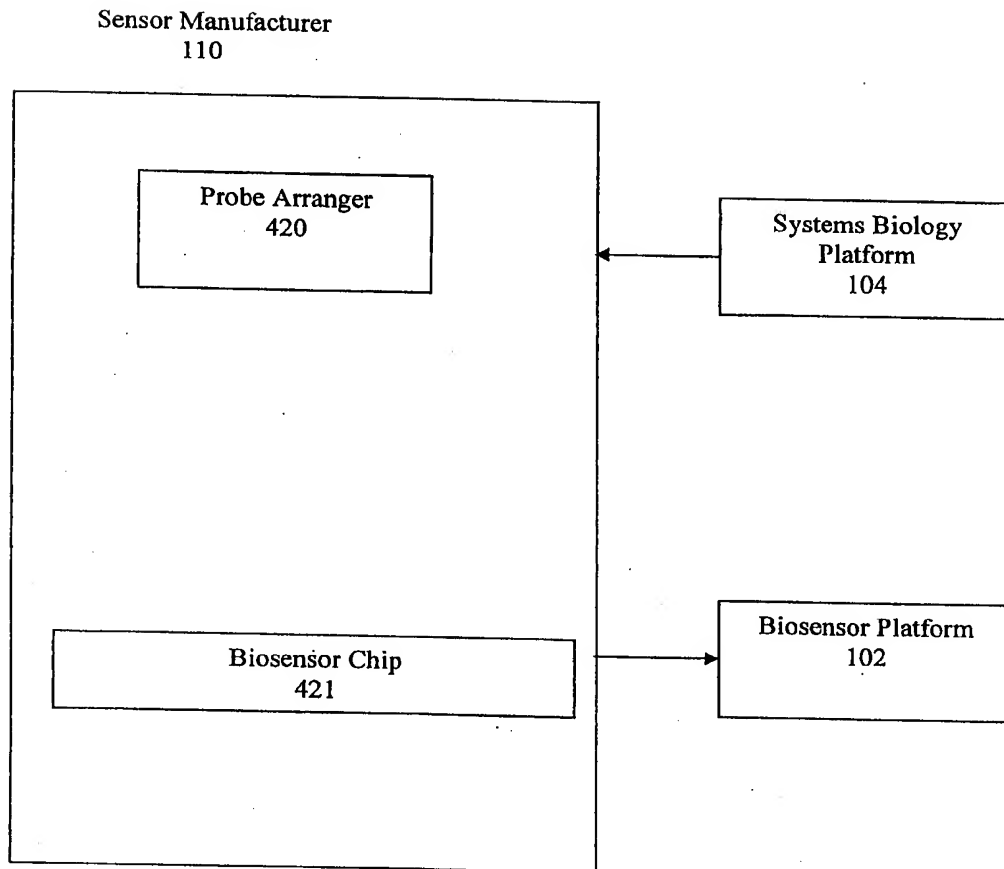 Sensor Manufacturer
110
Probe Arranger
420
Systems Biology
Platform
104
Biosensor Platform
102
Biosensor Chip
421